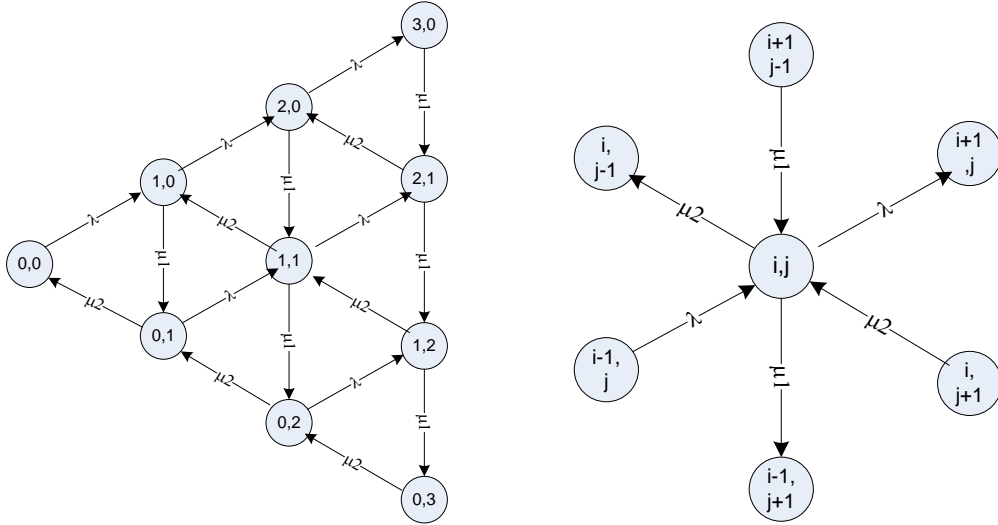 3,0
λ
2,0
μ1
λ
μ2
1,0
μ1
2,1
λ
μ2
λ
μ1
0,0
μ1
1,1
μ2
λ
μ2
0,1
μ1
1,2
μ2
λ
μ1
0,2
μ2
0,3
i+1
j-1
μ1
i,
j-1
i+1
,j
μ2
λ
i,j
λ
μ2
i-1,
j
μ1
i,
j+1
i-1,
j+1